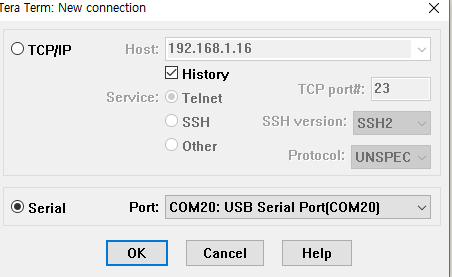 Tera Term: New connection
TCP/IP
Host: 192.168.1.16
History
Service: Telnet
TCP port#: 23
SSH
SSH version: SSH2
Other
Protocol: UNSPEC
Serial
Port: COM20: USB Serial Port(COM20)
OK Cancel Help